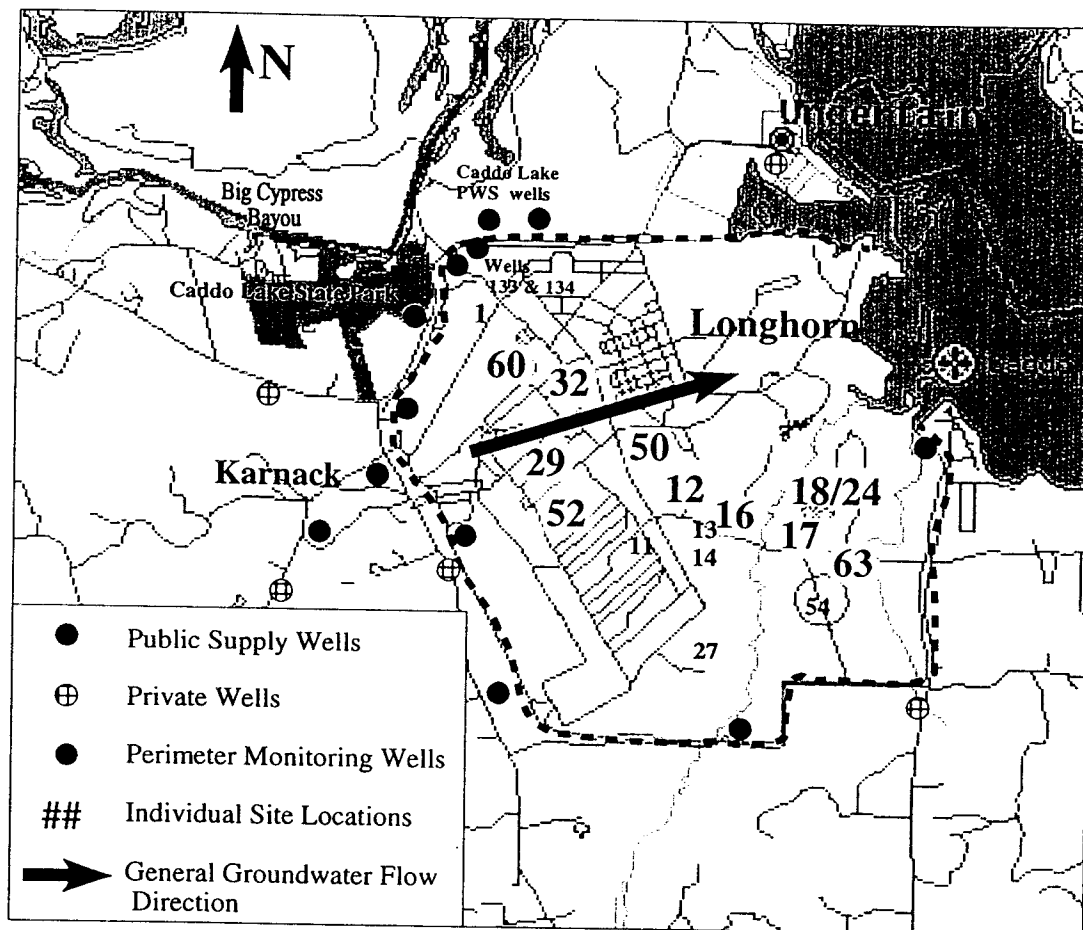 N
Uncertain
Caddo Lake
PWS wells
Big Cypress
Bayou
Wells
133 & 134
Caddo Lake State Park
1
Longhorn
60
32
29
50
Karnack
12
18/24
52
16
13
17
11
14
63
54
27
Public Supply Wells
Private Wells
Perimeter Monitoring Wells
## Individual Site Locations
General Groundwater Flow
Direction